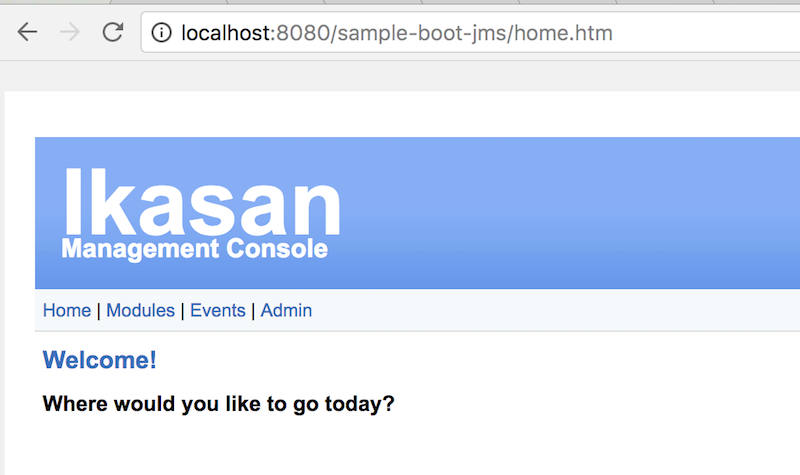 localhost:8080/sample-boot-jms/home.htm
Ikasan
Management Console
Home | Modules | Events | Admin
Welcome!
Where would you like to go today?